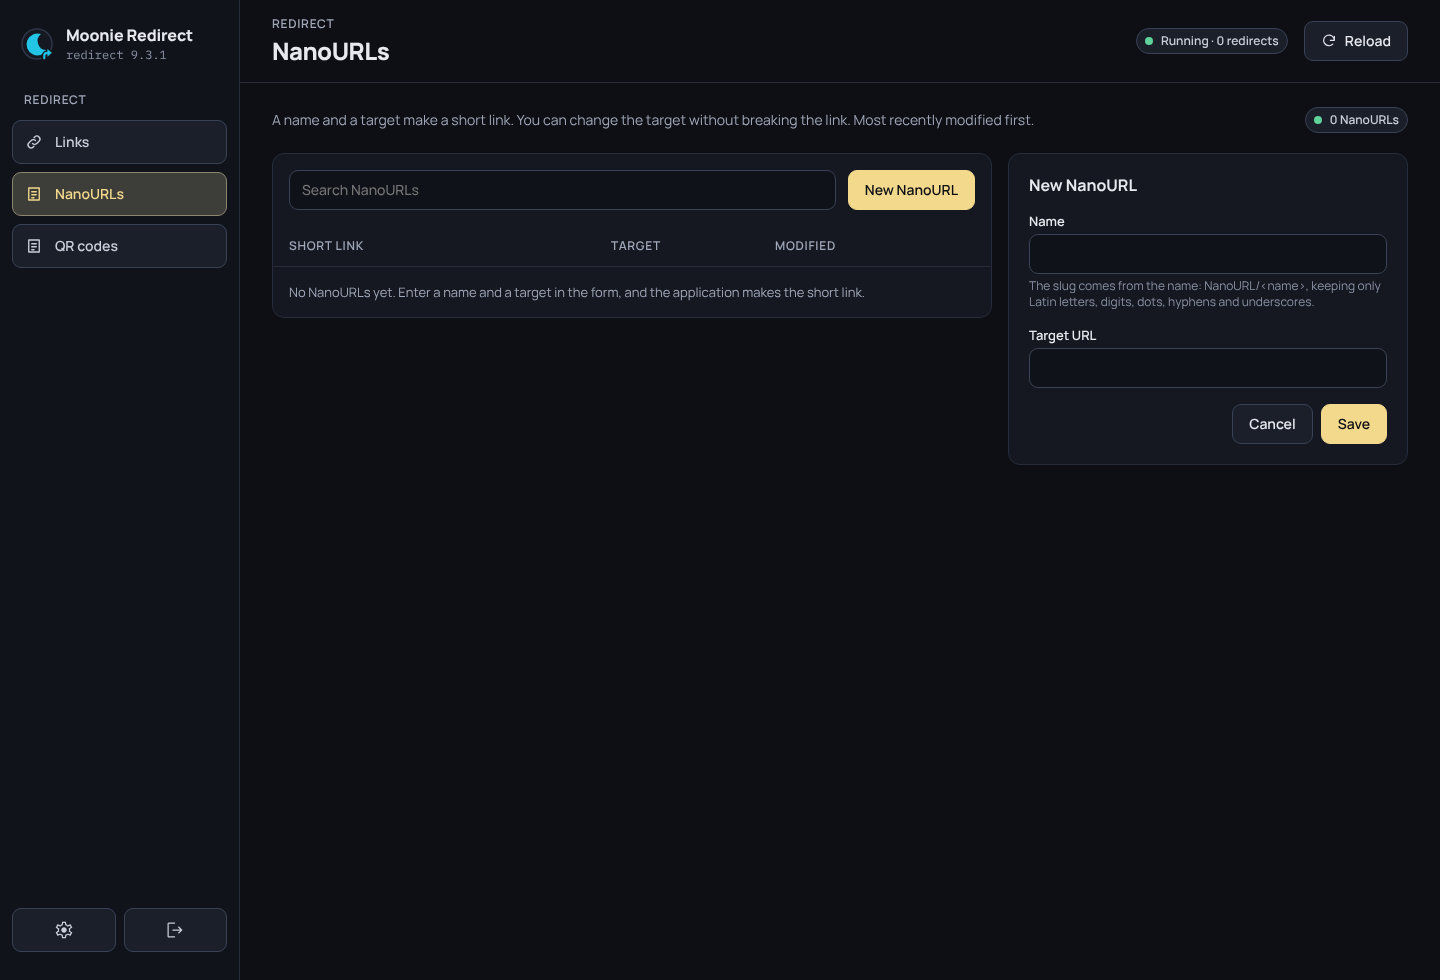 Moonie Redirect
redirect 9.3.1
REDIRECT
Links
NanoURLs
QR codes
REDIRECT
NanoURLs
Running · 0 redirects
Reload
A name and a target make a short link. You can change the target without breaking the link. Most recently modified first.
0 NanoURLs
Search NanoURLs
New NanoURL
SHORT LINK
TARGET
MODIFIED
No NanoURLs yet. Enter a name and a target in the form, and the application makes the short link.
New NanoURL
Name
The slug comes from the name: NanoURL/<name>, keeping only
Latin letters, digits, dots, hyphens and underscores.
Target URL
Cancel
Save